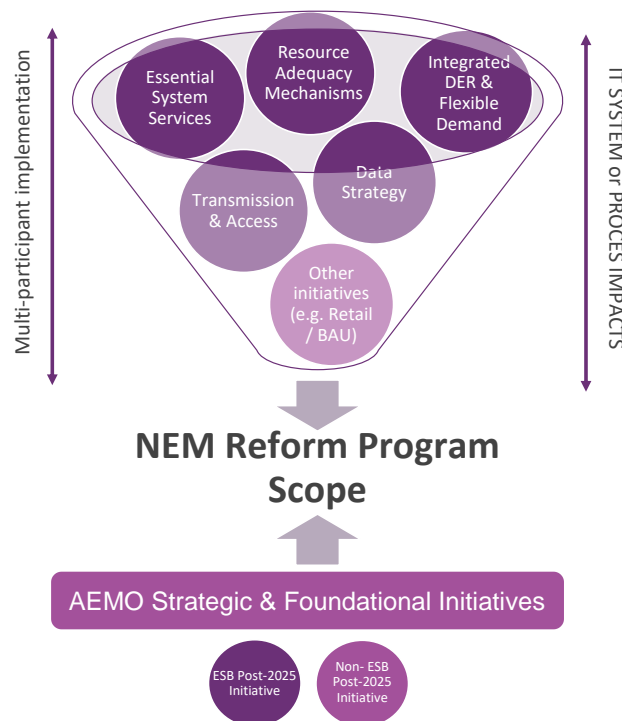 Multi-participant implementation
Essential
System
Services
Resource
Adequacy
Mechanisms
Integrated
DER &
Flexible
Demand
IT SYSTEM or PROCES IMPACTS
Transmission
& Access
Data
Strategy
Other
initiatives
(e.g. Retail
/ BAU)
NEM Reform Program
Scope
AEMO Strategic & Foundational Initiatives
ESB Post-2025
Initiative
Non- ESB
Post-2025
Initiative